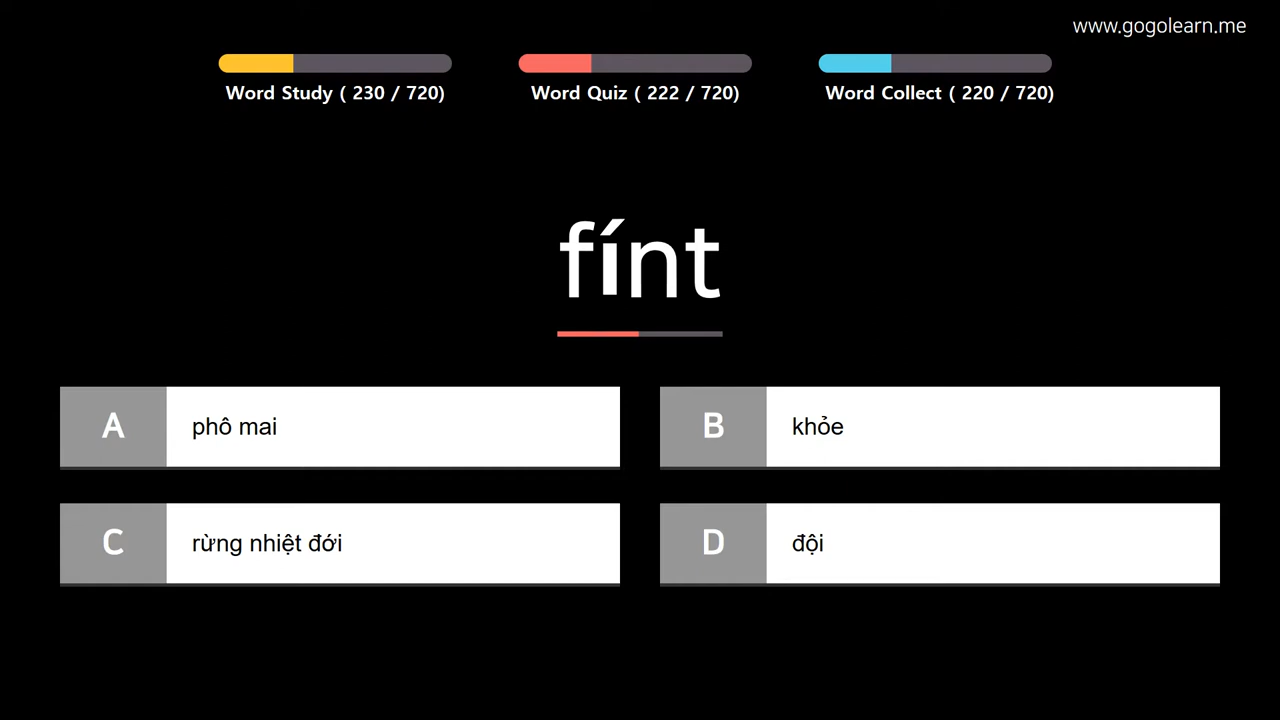 www.gogolearn.me
Word Study ( 230 / 720)
Word Quiz ( 222 / 720)
Word Collect ( 220 / 720)
fínt
A phô mai
B khỏe
C rừng nhiệt đới
D đội